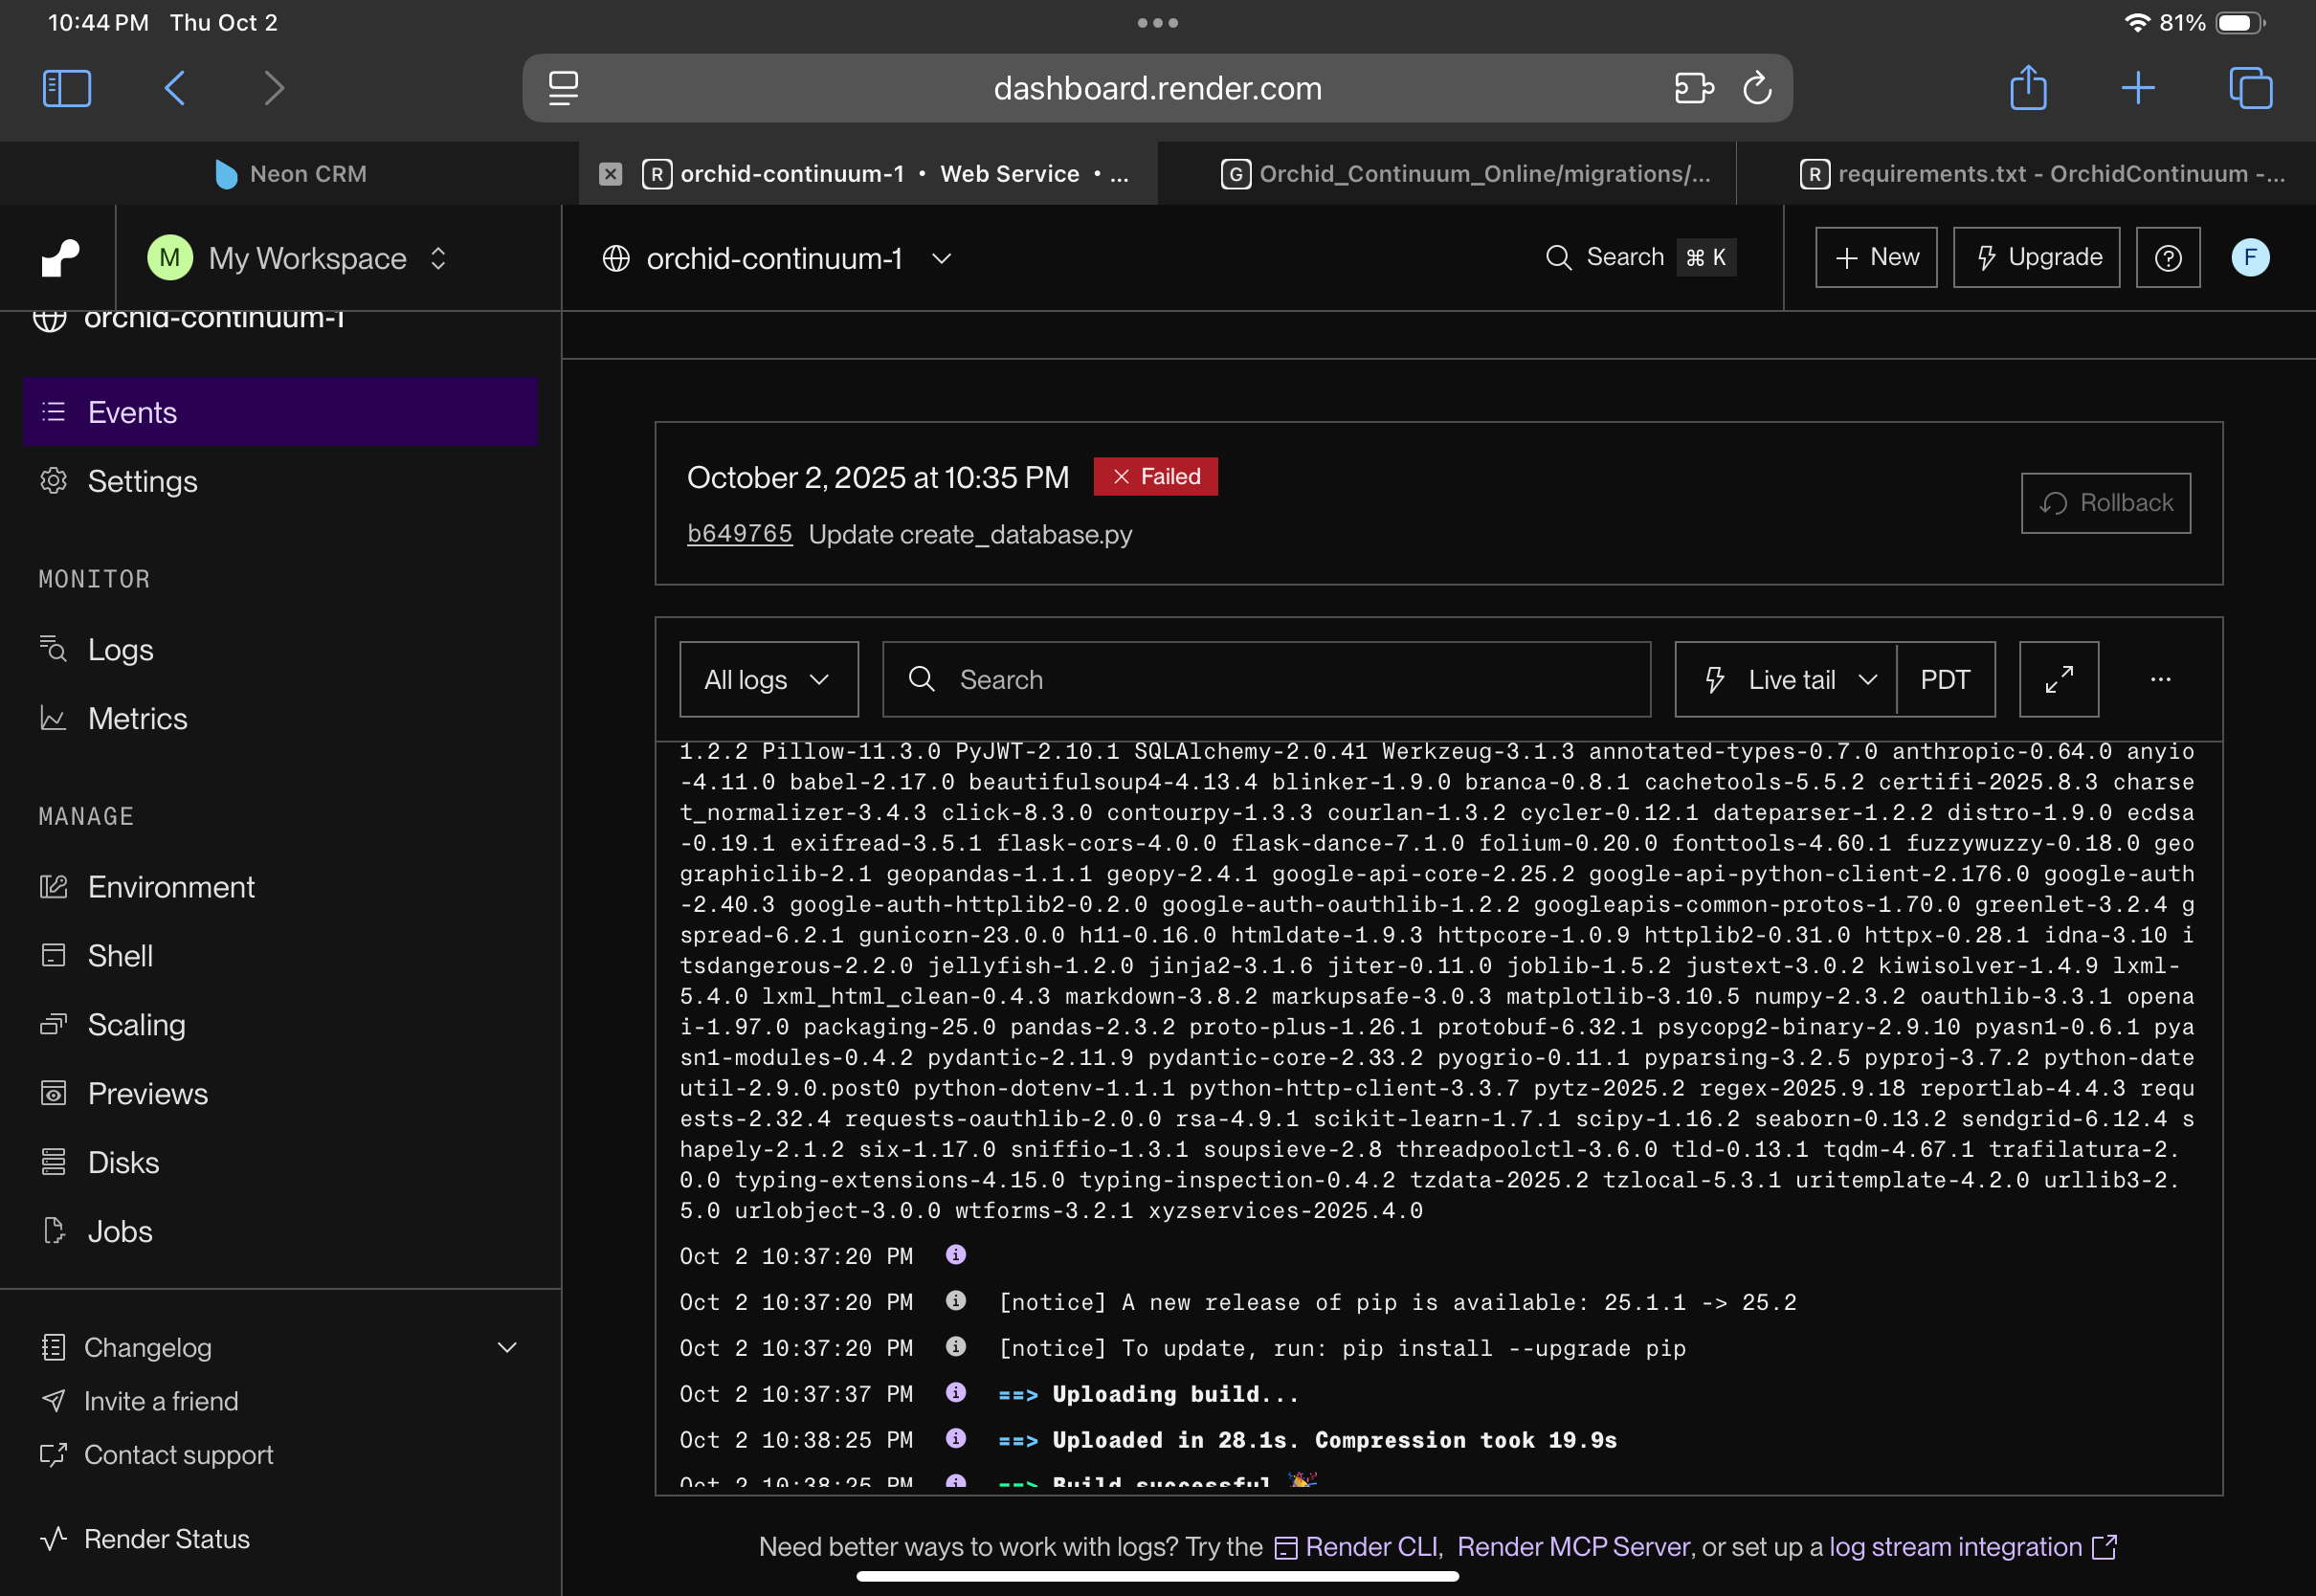 10:44 PM Thu Oct 2
81%
dashboard.render.com
Neon CRM
R orchid-continuum-1 • Web Service • ...
G Orchid_Continuum_Online/migrations/...
R requirements.txt - OrchidContinuum -...
M My Workspace
orchid-continuum-1
Search ⌘ K
+ New
Upgrade
?
F
orchid-continuum-1
Events
Settings
MONITOR
Logs
Metrics
MANAGE
Environment
Shell
Scaling
Previews
Disks
Jobs
Changelog
Invite a friend
Contact support
Render Status
October 2, 2025 at 10:35 PM × Failed
b649765 Update create_database.py
Rollback
All logs
Search
Live tail
PDT
...
1.2.2 Pillow-11.3.0 PyJWT-2.10.1 SQLAlchemy-2.0.41 Werkzeug-3.1.3 annotated-types-0.7.0 anthropic-0.64.0 anyio
-4.11.0 babel-2.17.0 beautifulsoup4-4.13.4 blinker-1.9.0 branca-0.8.1 cachetools-5.5.2 certifi-2025.8.3 charse
t_normalizer-3.4.3 click-8.3.0 contourpy-1.3.3 courlan-1.3.2 cycler-0.12.1 dateparser-1.2.2 distro-1.9.0 ecdsa
-0.19.1 exifread-3.5.1 flask-cors-4.0.0 flask-dance-7.1.0 folium-0.20.0 fonttools-4.60.1 fuzzywuzzy-0.18.0 geo
graphiclib-2.1 geopandas-1.1.1 geopy-2.4.1 google-api-core-2.25.2 google-api-python-client-2.176.0 google-auth
-2.40.3 google-auth-httplib2-0.2.0 google-auth-oauthlib-1.2.2 googleapis-common-protos-1.70.0 greenlet-3.2.4 g
spread-6.2.1 gunicorn-23.0.0 h11-0.16.0 htmldate-1.9.3 httpcore-1.0.9 httplib2-0.31.0 httpx-0.28.1 idna-3.10 i
tsdangerous-2.2.0 jellyfish-1.2.0 jinja2-3.1.6 jiter-0.11.0 joblib-1.5.2 justext-3.0.2 kiwisolver-1.4.9 lxml-
5.4.0 lxml_html_clean-0.4.3 markdown-3.8.2 markupsafe-3.0.3 matplotlib-3.10.5 numpy-2.3.2 oauthlib-3.3.1 opena
i-1.97.0 packaging-25.0 pandas-2.3.2 proto-plus-1.26.1 protobuf-6.32.1 psycopg2-binary-2.9.10 pyasn1-0.6.1 pya
sn1-modules-0.4.2 pydantic-2.11.9 pydantic-core-2.33.2 pyogrio-0.11.1 pyparsing-3.2.5 pyproj-3.7.2 python-date
util-2.9.0.post0 python-dotenv-1.1.1 python-http-client-3.3.7 pytz-2025.2 regex-2025.9.18 reportlab-4.4.3 requ
ests-2.32.4 requests-oauthlib-2.0.0 rsa-4.9.1 scikit-learn-1.7.1 scipy-1.16.2 seaborn-0.13.2 sendgrid-6.12.4 s
hapely-2.1.2 six-1.17.0 sniffio-1.3.1 soupsieve-2.8 threadpoolctl-3.6.0 tld-0.13.1 tqdm-4.67.1 trafilatura-2.
0.0 typing-extensions-4.15.0 typing-inspection-0.4.2 tzdata-2025.2 tzlocal-5.3.1 uritemplate-4.2.0 urllib3-2.
5.0 urlobject-3.0.0 wtforms-3.2.1 xyzservices-2025.4.0
Oct 2 10:37:20 PM
Oct 2 10:37:20 PM [notice] A new release of pip is available: 25.1.1 -> 25.2
Oct 2 10:37:20 PM [notice] To update, run: pip install --upgrade pip
Oct 2 10:37:37 PM ==> Uploading build...
Oct 2 10:38:25 PM ==> Uploaded in 28.1s. Compression took 19.9s
Oct 2 10:38:25 PM ==> Build successful 🎉
Need better ways to work with logs? Try the Render CLI, Render MCP Server, or set up a log stream integration